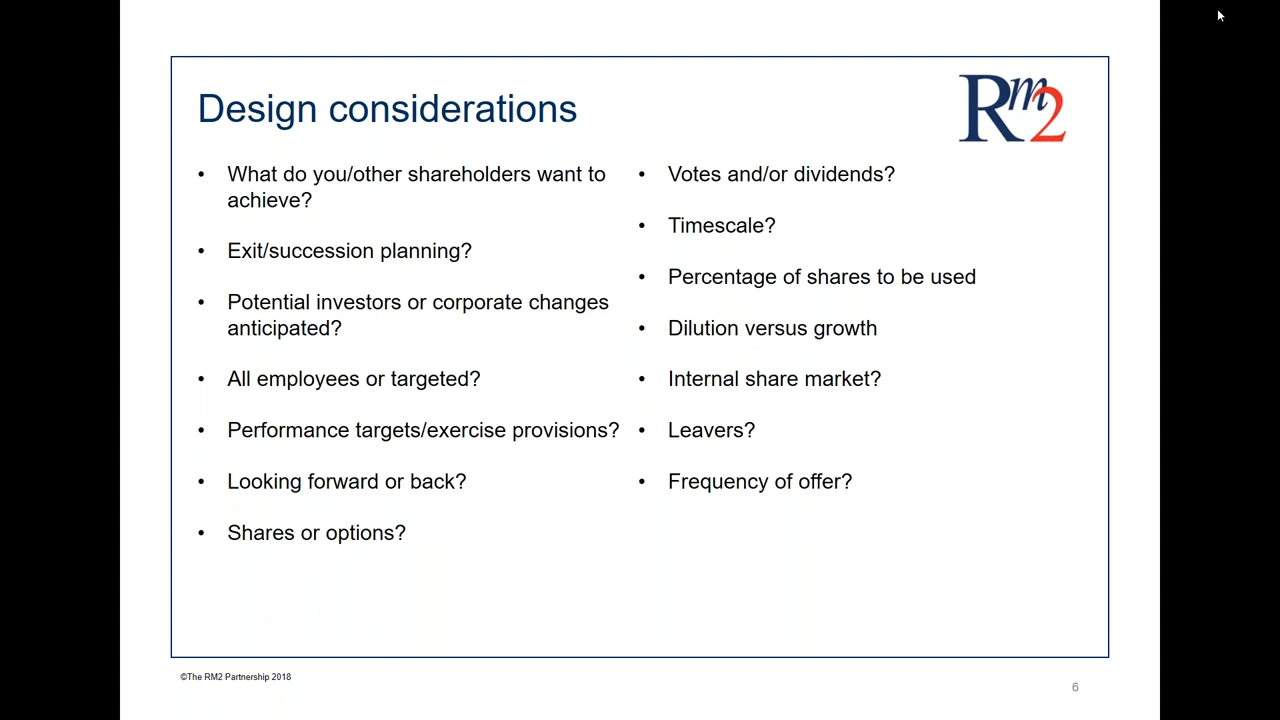 Design considerations
Rm2
• What do you/other shareholders want to
achieve?
• Exit/succession planning?
• Potential investors or corporate changes
anticipated?
• All employees or targeted?
• Performance targets/exercise provisions?
• Looking forward or back?
• Shares or options?
• Votes and/or dividends?
• Timescale?
• Percentage of shares to be used
• Dilution versus growth
• Internal share market?
• Leavers?
• Frequency of offer?
©The RM2 Partnership 2018
6